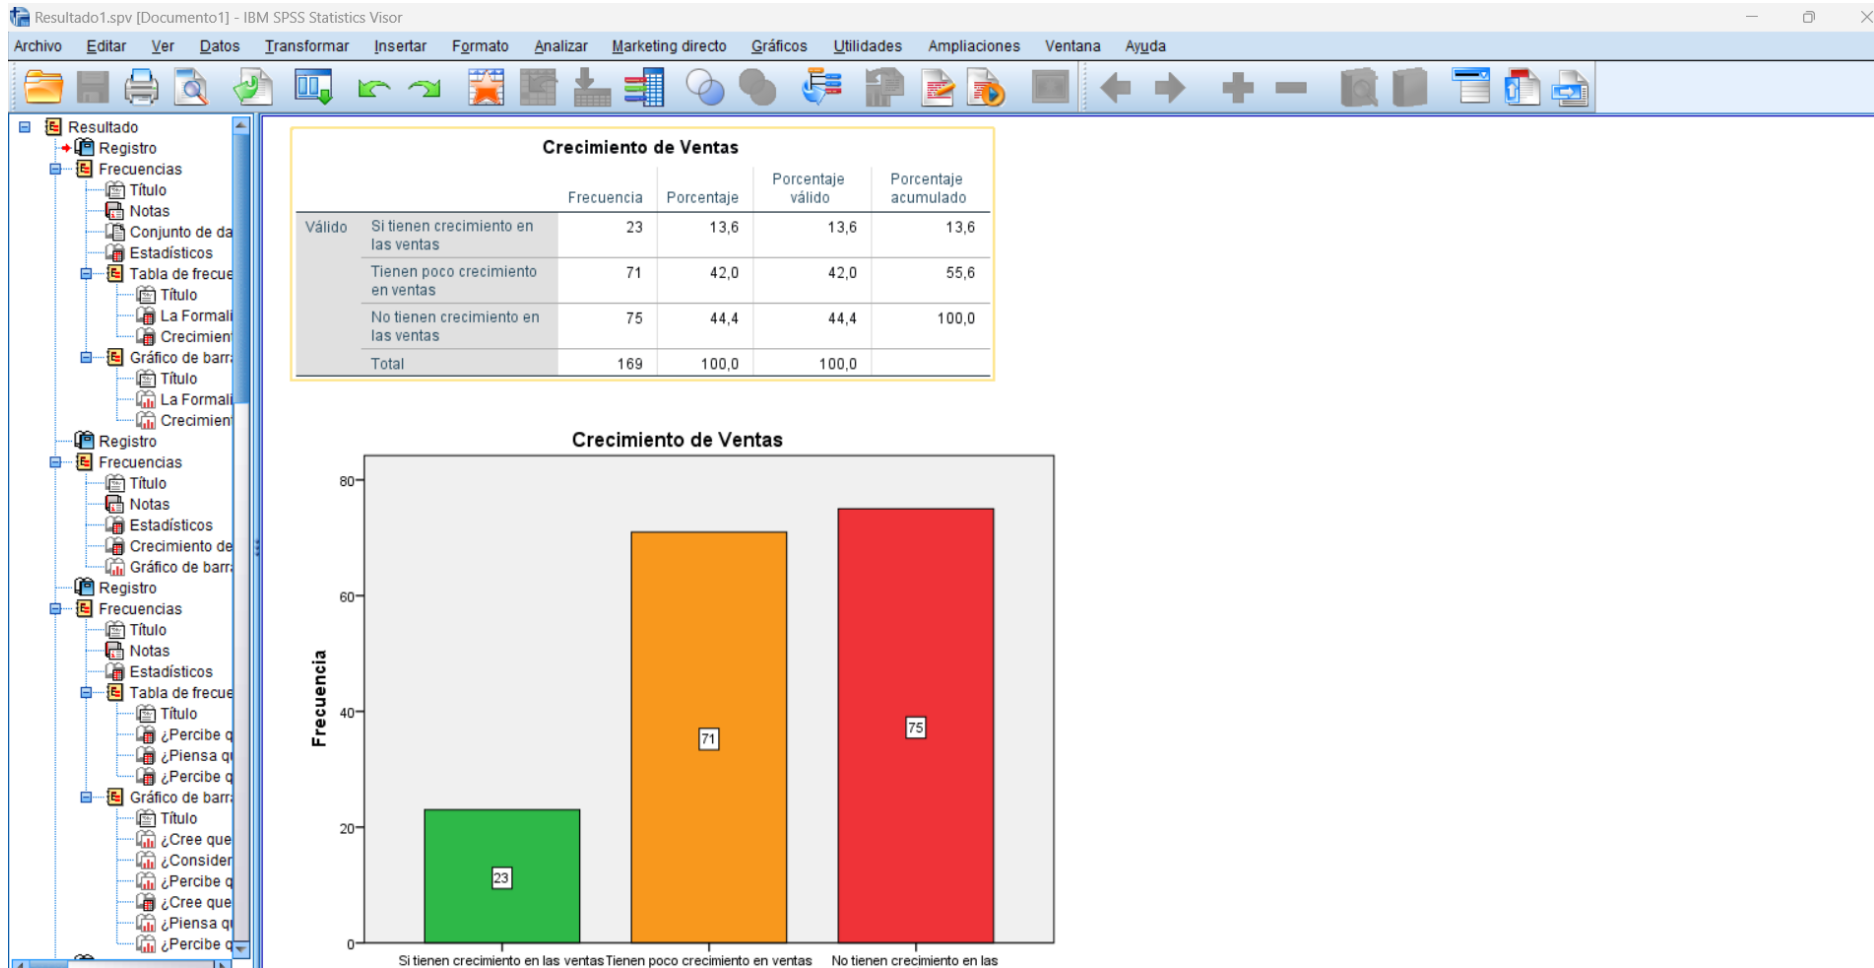 Resultado1.spv [Documento1] - IBM SPSS Statistics Visor
Archivo Editar Ver Datos Transformar Insertar Formato Analizar Marketing directo Gráficos Utilidades Ampliaciones Ventana Ayuda
Resultado
Registro
Frecuencias
Título
Notas
Conjunto de da
Estadísticos
Tabla de frecue
Título
La Formali
Crecimien
Gráfico de barr
Título
La Formali
Crecimien
Registro
Frecuencias
Título
Notas
Estadísticos
Crecimiento de
Gráfico de barr
Registro
Frecuencias
Título
Notas
Estadísticos
Tabla de frecue
Título
¿Percibe q
¿Piensa q
¿Percibe q
Gráfico de barr
Título
¿Cree que
¿Consider
¿Percibe q
¿Cree que
¿Piensa q
¿Percibe q
Crecimiento de Ventas
Frecuencia Porcentaje Porcentaje válido Porcentaje acumulado
Válido Si tienen crecimiento en las ventas 23 13,6 13,6 13,6
Tienen poco crecimiento en ventas 71 42,0 42,0 55,6
No tienen crecimiento en las ventas 75 44,4 44,4 100,0
Total 169 100,0 100,0
Crecimiento de Ventas
Frecuencia
80
60
40
20
0
23
71
75
Si tienen crecimiento en las ventas Tienen poco crecimiento en ventas No tienen crecimiento en las